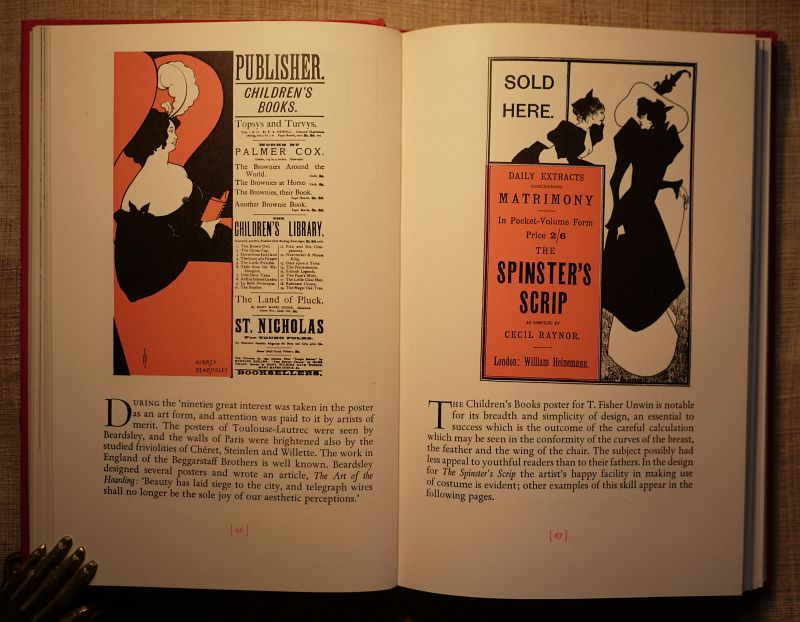 PUBLISHER.
CHILDREN'S
BOOKS.
Topsys and Turvys.
WORKS BY
PALMER COX.
The Brownies Around the
World.
The Brownies at Home.
The Brownies, their Book.
Another Brownie Book.
THE
CHILDREN'S LIBRARY.
The Land of Pluck.
ST. NICHOLAS
For YOUNG FOLKS.
BOOKSELLERS.
AUBREY
BEARDSLEY
DURING the 'nineties great interest was taken in the poster
as an art form, and attention was paid to it by artists of
merit. The posters of Toulouse-Lautrec were seen by
Beardsley, and the walls of Paris were brightened also by the
studied friviolities of Chéret, Steinlen and Willette. The work in
England of the Beggarstaff Brothers is well known. Beardsley
designed several posters and wrote an article, The Art of the
Hoarding: 'Beauty has laid siege to the city, and telegraph wires
shall no longer be the sole joy of our aesthetic perceptions.'
[66]
SOLD
HERE.
DAILY EXTRACTS
CONCERNING
MATRIMONY
In Pocket-Volume Form
Price 2/6
THE
SPINSTER'S
SCRIP
AS COMPILED BY
CECIL RAYNOR.
London: William Heinemann.
THE Children's Books poster for T. Fisher Unwin is notable
for its breadth and simplicity of design, an essential to
success which is the outcome of the careful calculation
which may be seen in the conformity of the curves of the breast,
the feather and the wing of the chair. The subject possibly had
less appeal to youthful readers than to their fathers. In the design
for The Spinster's Scrip the artist's happy facility in making use
of costume is evident; other examples of this skill appear in the
following pages.
[67]